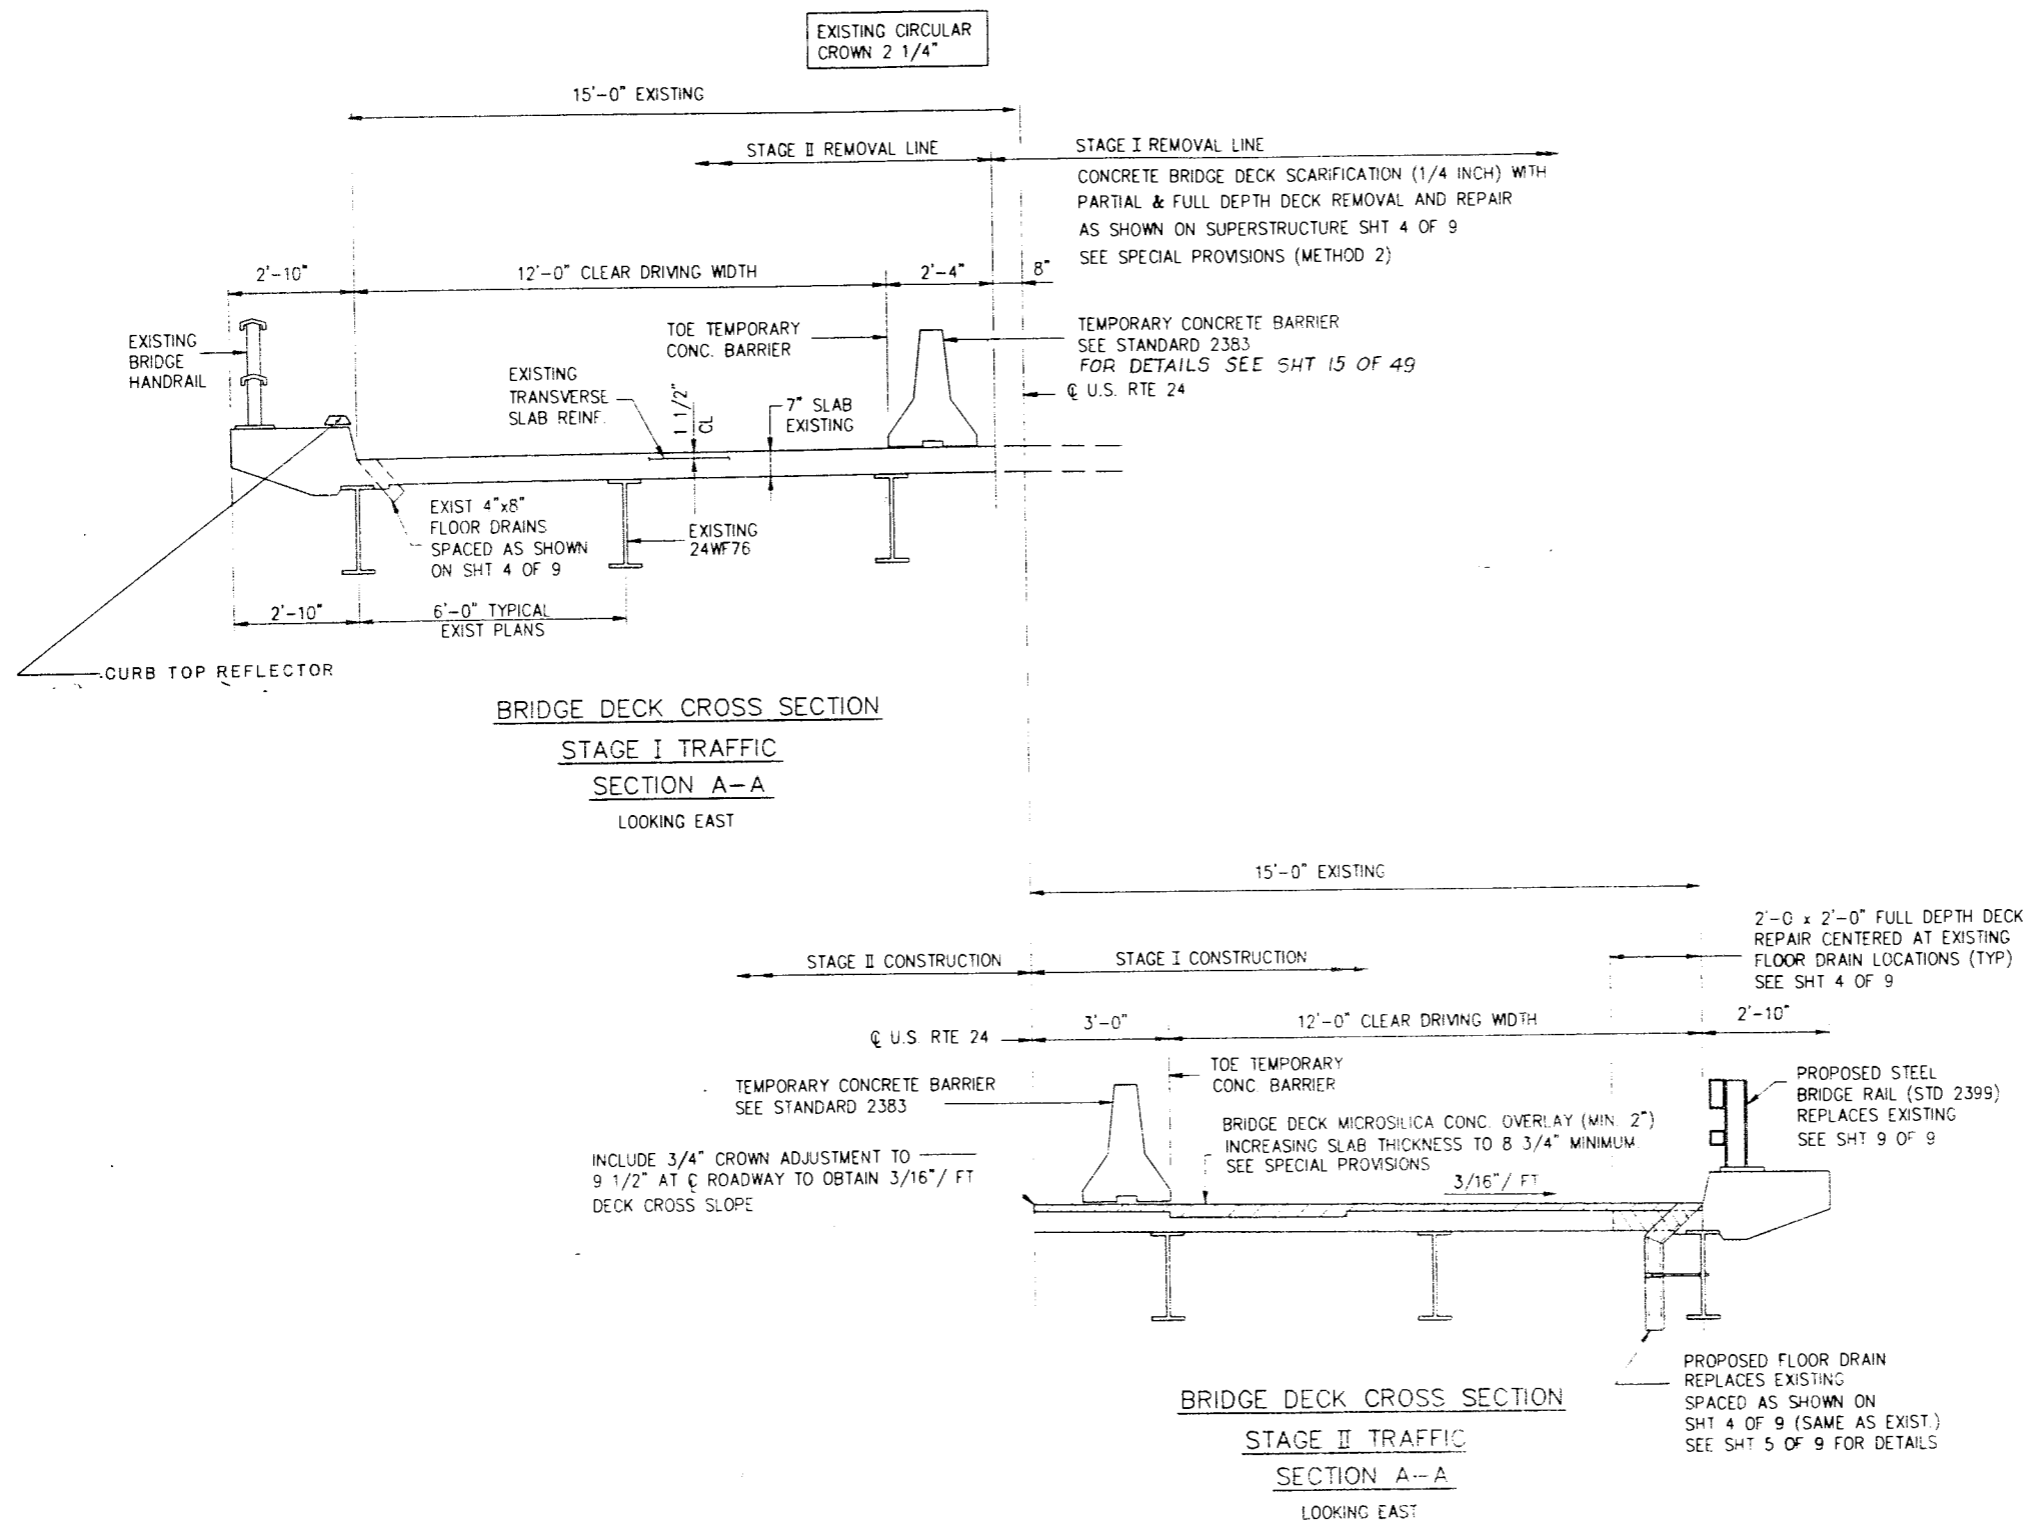 EXISTING CIRCULAR
CROWN 2 1/4"
15'-0" EXISTING
STAGE II REMOVAL LINE
STAGE I REMOVAL LINE
CONCRETE BRIDGE DECK SCARIFICATION (1/4 INCH) WITH
PARTIAL & FULL DEPTH DECK REMOVAL AND REPAIR
AS SHOWN ON SUPERSTRUCTURE SHT 4 OF 9
SEE SPECIAL PROVISIONS (METHOD 2)
2'-10"
12'-0" CLEAR DRIVING WIDTH
2'-4"
8"
EXISTING
BRIDGE
HANDRAIL
TOE TEMPORARY
CONC. BARRIER
TEMPORARY CONCRETE BARRIER
SEE STANDARD 2383
FOR DETAILS SEE SHT 15 OF 49
℄ U.S. RTE 24
EXISTING
TRANSVERSE
SLAB REINF.
1 1/2"
CL
7" SLAB
EXISTING
EXIST 4"x8"
FLOOR DRAINS
SPACED AS SHOWN
ON SHT 4 OF 9
EXISTING
24WF76
2'-10"
6'-0" TYPICAL
EXIST PLANS
CURB TOP REFLECTOR
BRIDGE DECK CROSS SECTION
STAGE I TRAFFIC
SECTION A-A
LOOKING EAST
15'-0" EXISTING
STAGE II CONSTRUCTION
STAGE I CONSTRUCTION
2'-0 x 2'-0" FULL DEPTH DECK
REPAIR CENTERED AT EXISTING
FLOOR DRAIN LOCATIONS (TYP)
SEE SHT 4 OF 9
℄ U.S. RTE 24
3'-0"
12'-0" CLEAR DRIVING WIDTH
2'-10"
TEMPORARY CONCRETE BARRIER
SEE STANDARD 2383
TOE TEMPORARY
CONC. BARRIER
PROPOSED STEEL
BRIDGE RAIL (STD 2399)
REPLACES EXISTING
SEE SHT 9 OF 9
BRIDGE DECK MICROSILICA CONC. OVERLAY (MIN. 2")
INCREASING SLAB THICKNESS TO 8 3/4" MINIMUM.
SEE SPECIAL PROVISIONS
INCLUDE 3/4" CROWN ADJUSTMENT TO
9 1/2" AT ℄ ROADWAY TO OBTAIN 3/16"/ FT
DECK CROSS SLOPE
3/16"/ FT
PROPOSED FLOOR DRAIN
REPLACES EXISTING
SPACED AS SHOWN ON
SHT 4 OF 9 (SAME AS EXIST.)
SEE SHT 5 OF 9 FOR DETAILS
BRIDGE DECK CROSS SECTION
STAGE II TRAFFIC
SECTION A-A
LOOKING EAST